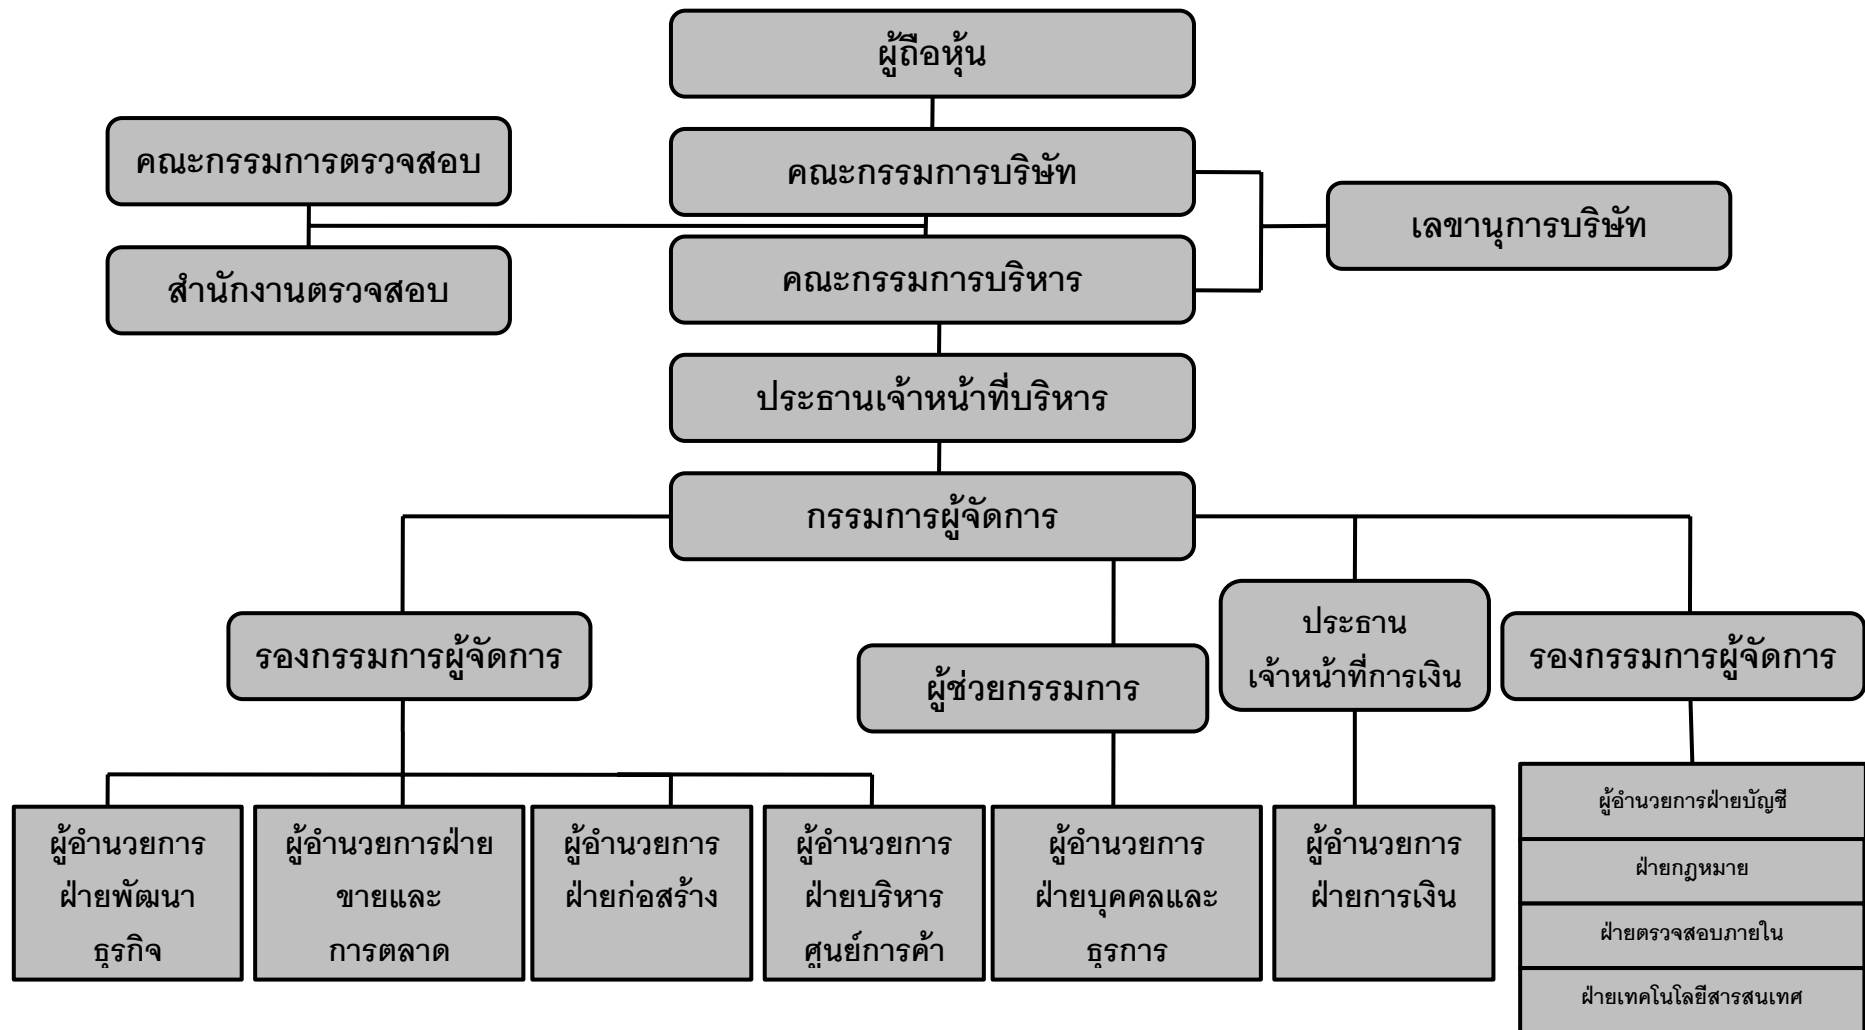 ผู้ถือหุ้น
คณะกรรมการตรวจสอบ
คณะกรรมการบริษัท
เลขานุการบริษัท
สำนักงานตรวจสอบ
คณะกรรมการบริหาร
ประธานเจ้าหน้าที่บริหาร
กรรมการผู้จัดการ
รองกรรมการผู้จัดการ
ผู้ช่วยกรรมการ
ประธาน
เจ้าหน้าที่การเงิน
รองกรรมการผู้จัดการ
ผู้อำนวยการ
ฝ่ายพัฒนา
ธุรกิจ
ผู้อำนวยการฝ่าย
ขายและ
การตลาด
ผู้อำนวยการ
ฝ่ายก่อสร้าง
ผู้อำนวยการ
ฝ่ายบริหาร
ศูนย์การค้า
ผู้อำนวยการ
ฝ่ายบุคคลและ
ธุรการ
ผู้อำนวยการ
ฝ่ายการเงิน
ผู้อำนวยการฝ่ายบัญชี
ฝ่ายกฎหมาย
ฝ่ายตรวจสอบภายใน
ฝ่ายเทคโนโลยีสารสนเทศ